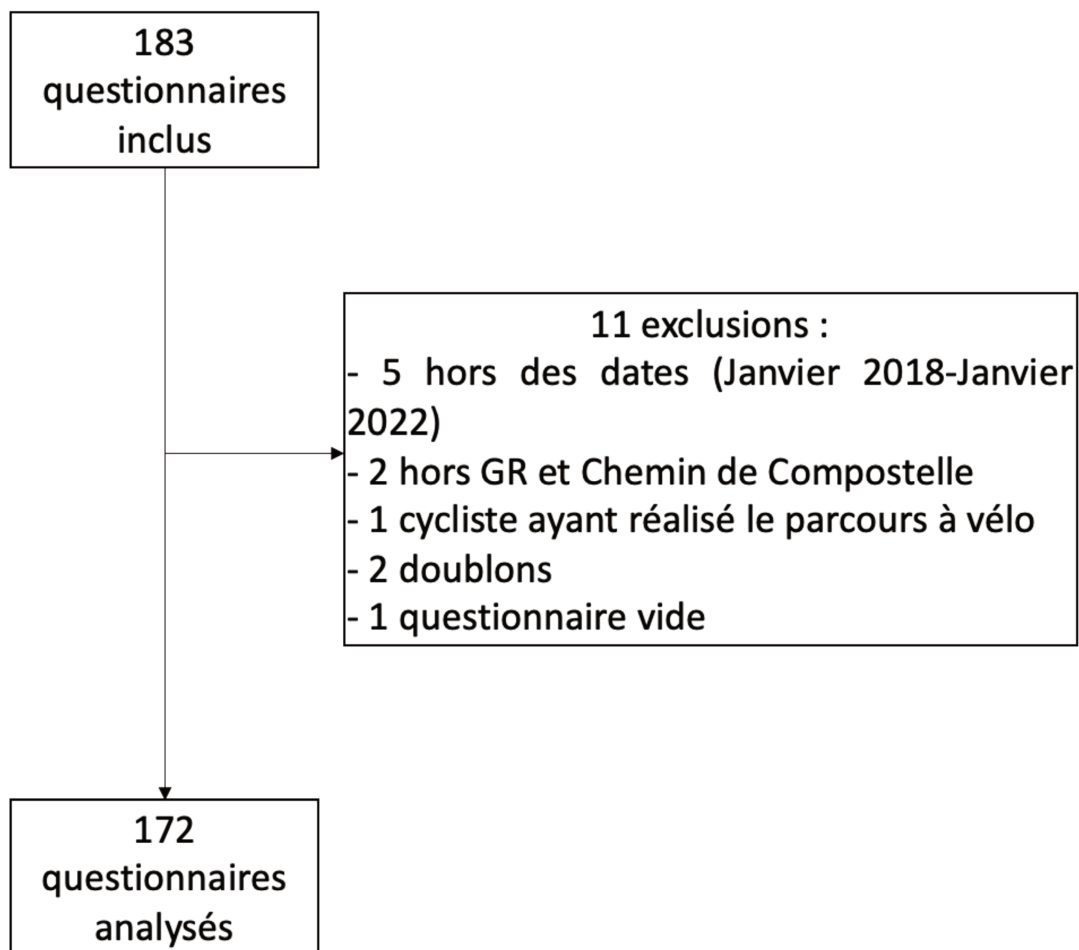 183
questionnaires
inclus
11 exclusions :
- 5 hors des dates (Janvier 2018-Janvier
2022)
- 2 hors GR et Chemin de Compostelle
- 1 cycliste ayant réalisé le parcours à vélo
- 2 doublons
- 1 questionnaire vide
172
questionnaires
analysés